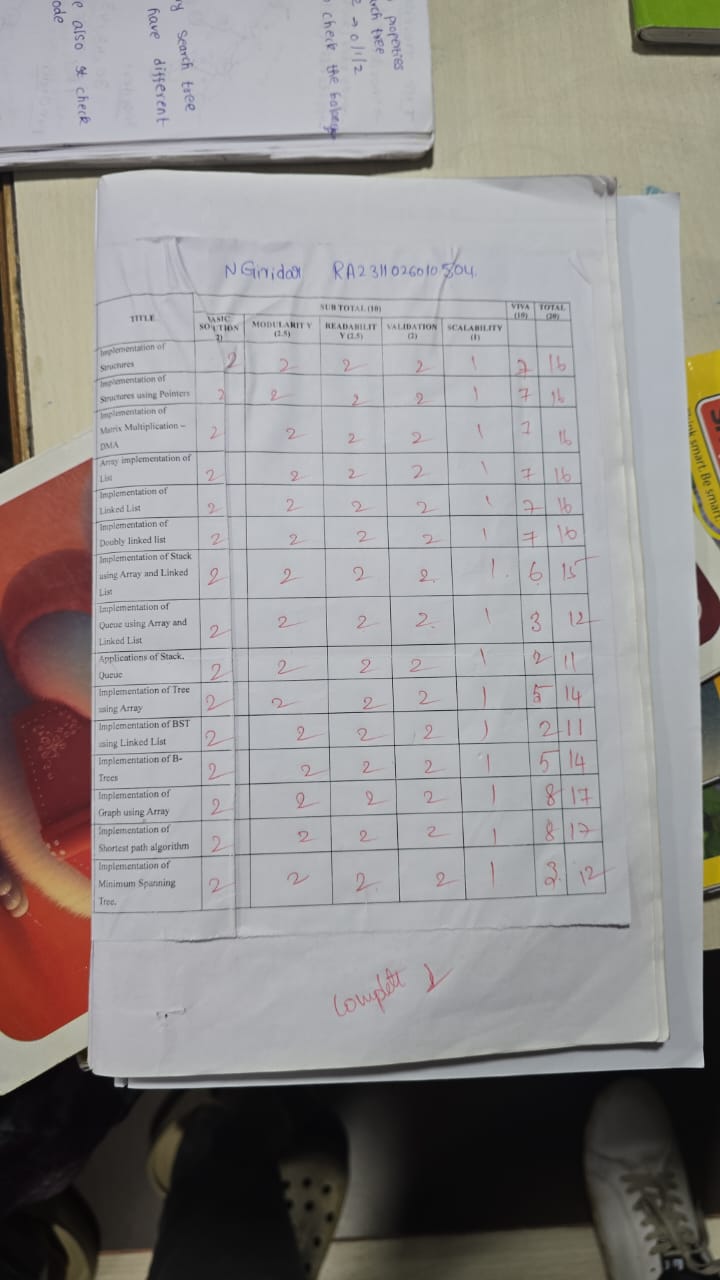 properties
rch tree
2 → 0/1/2
check the
ry search tree
have different
e also st check
ode
N Giridar RA2311026010504.
TITLE
SUB TOTAL (10)
VIVA (10)
TOTAL (20)
MODULARITY (2.5)
READABILITY (2.5)
VALIDATION (2)
SCALABILITY (1)
Implementation of Structures 2 2 2 2 1 7 16
Implementation of Structures using Pointers 2 2 2 2 1 7 16
Implementation of Matrix Multiplication – DMA 2 2 2 2 1 7 16
Array implementation of List 2 2 2 2 1 7 16
Implementation of Linked List 2 2 2 2 1 7 16
Implementation of Doubly linked list 2 2 2 2 1 7 16
Implementation of Stack using Array and Linked List 2 2 2 2. 1. 6 15
Implementation of Queue using Array and Linked List 2 2 2 2. 1 3 12
Applications of Stack, Queue 2 2 2 2 1 2 11
Implementation of Tree using Array 2 2 2 2 1 5 14
Implementation of BST using Linked List 2 2 2 2 1 2 11
Implementation of B-Trees 2 2 2 2 1 5 14
Implementation of Graph using Array 2 2 2 2 1 8 17
Implementation of Shortest path algorithm 2 2 2 2 1 8 17
Implementation of Minimum Spanning Tree. 2 2 2. 2 1 3. 12
ink smart. Be smart